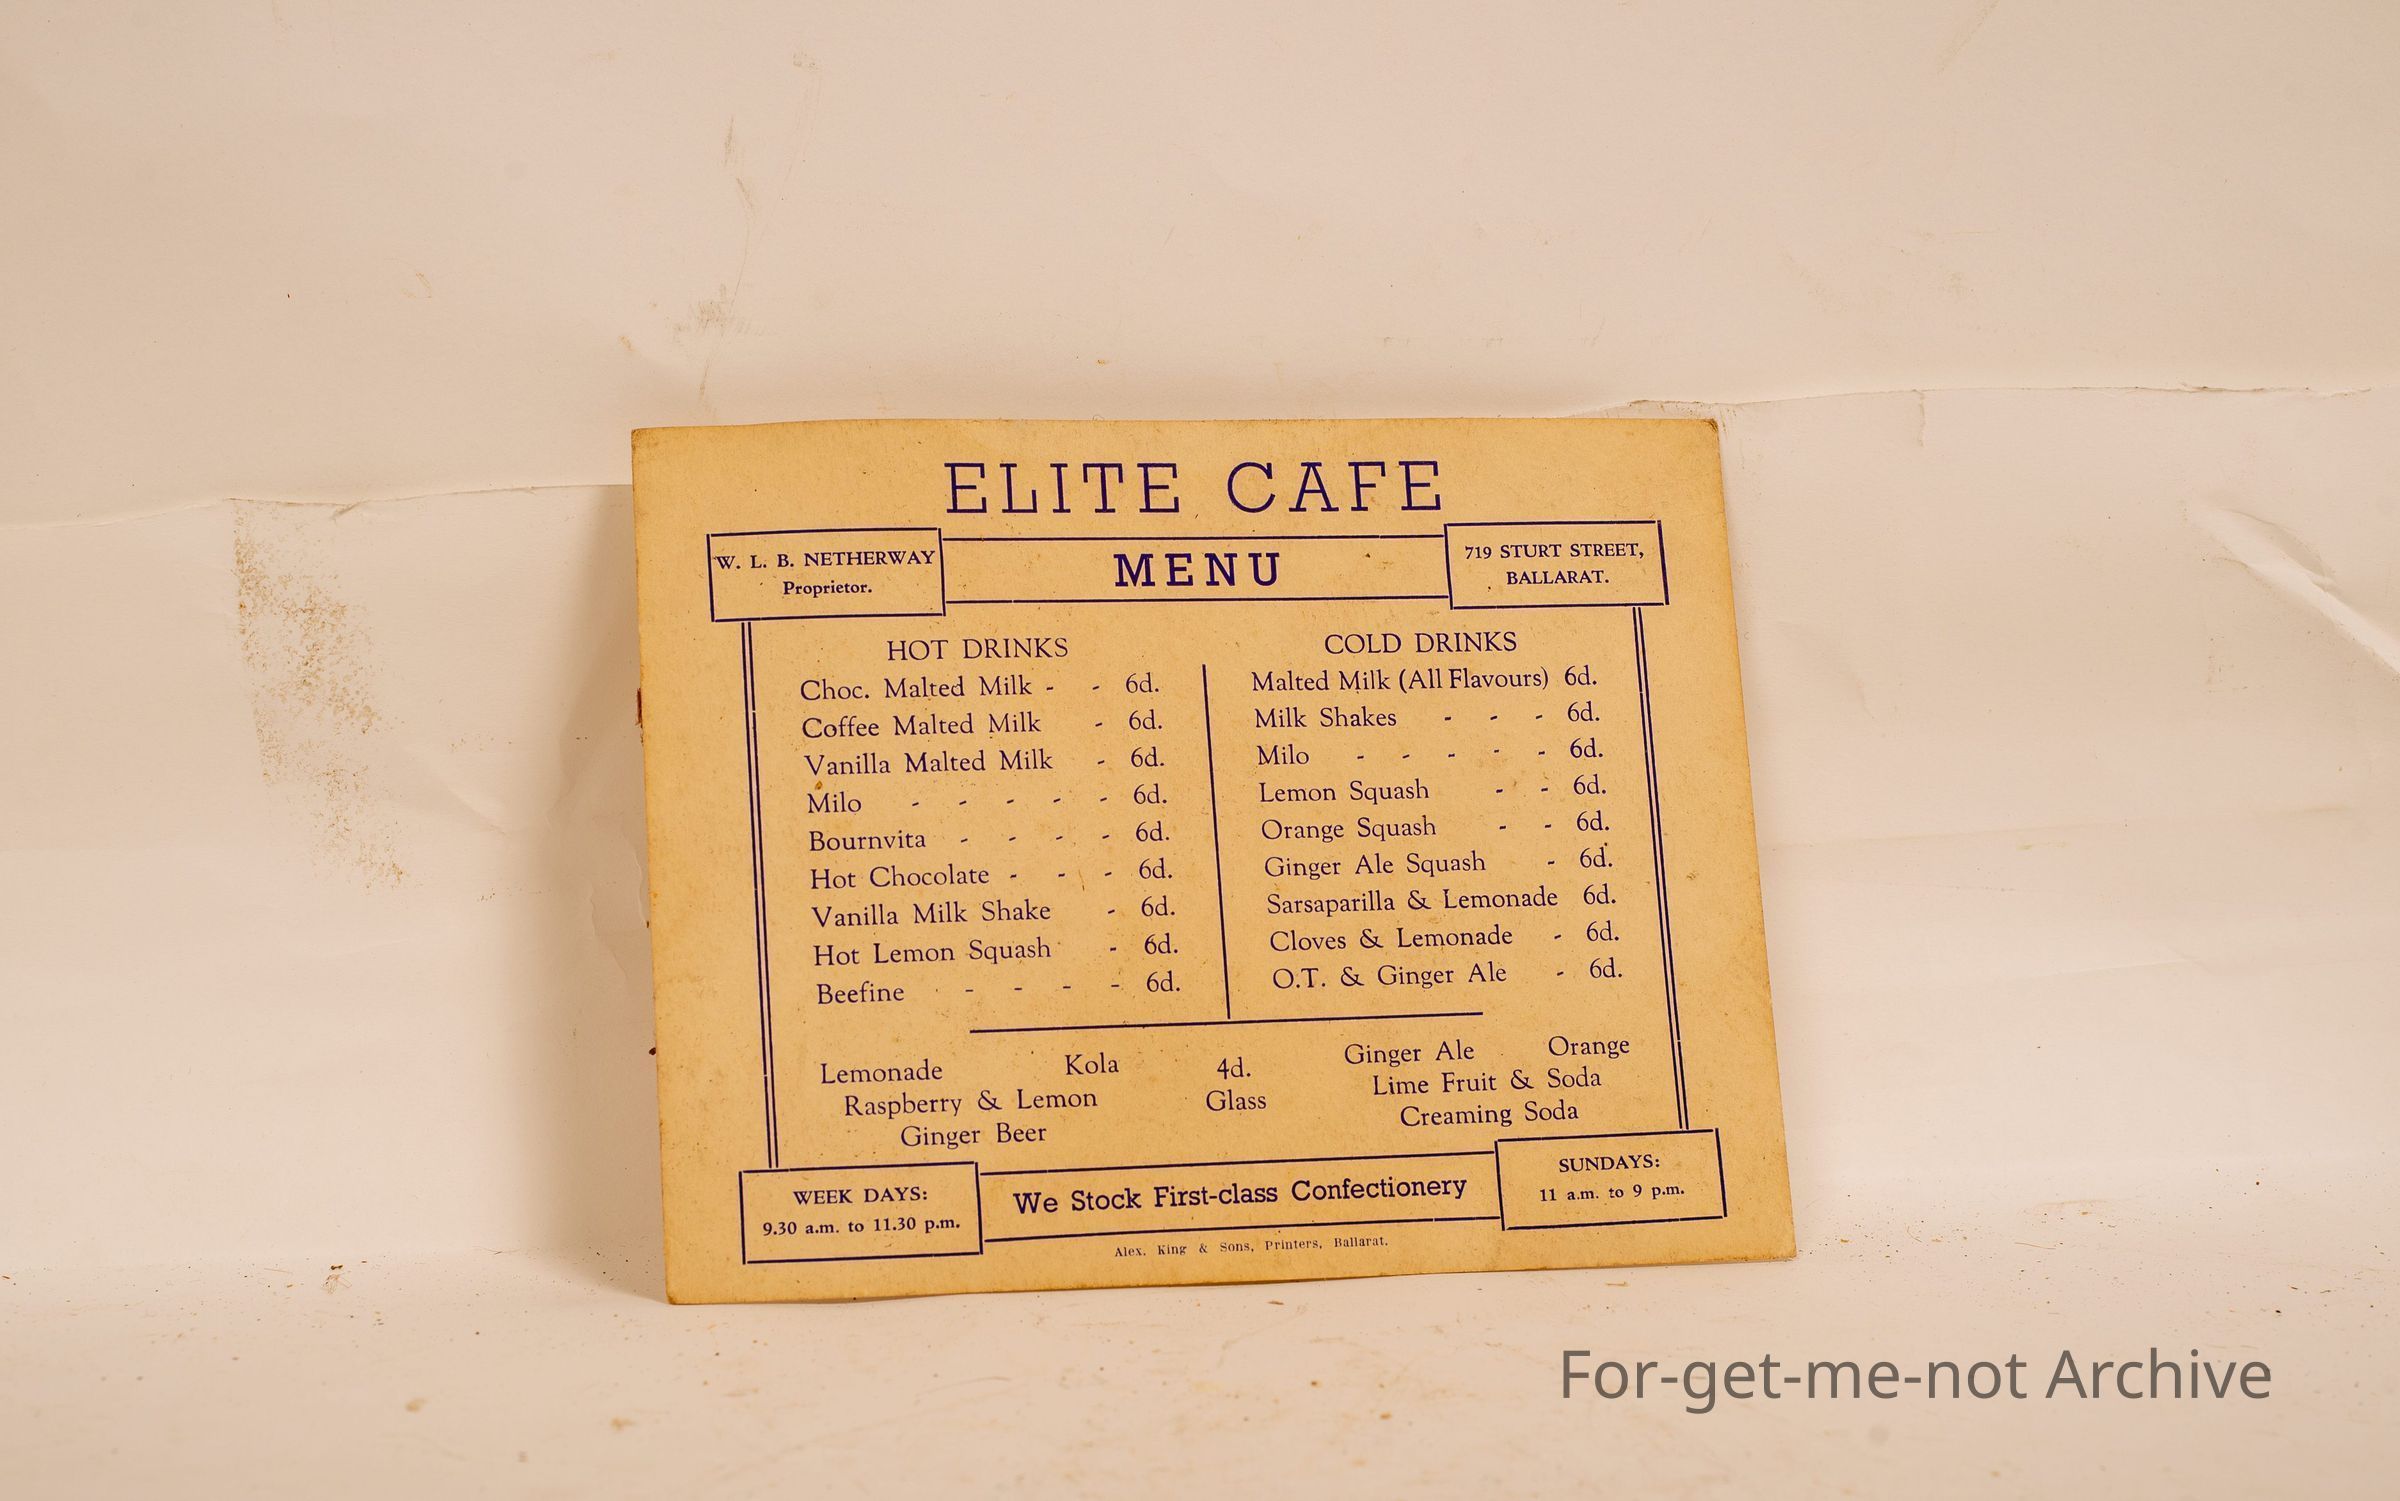 ELITE CAFE
W. L. B. NETHERWAY
Proprietor.
MENU
719 STURT STREET,
BALLARAT.
HOT DRINKS
Choc. Malted Milk - - 6d.
Coffee Malted Milk - 6d.
Vanilla Malted Milk - 6d.
Milo - - - - - 6d.
Bournvita - - - - 6d.
Hot Chocolate - - - 6d.
Vanilla Milk Shake - 6d.
Hot Lemon Squash - 6d.
Beefine - - - - 6d.
COLD DRINKS
Malted Milk (All Flavours) 6d.
Milk Shakes - - - 6d.
Milo - - - - - 6d.
Lemon Squash - - 6d.
Orange Squash - - 6d.
Ginger Ale Squash - 6d.
Sarsaparilla & Lemonade 6d.
Cloves & Lemonade - 6d.
O.T. & Ginger Ale - 6d.
Lemonade Kola
Raspberry & Lemon
Ginger Beer
4d.
Glass
Ginger Ale Orange
Lime Fruit & Soda
Creaming Soda
WEEK DAYS:
9.30 a.m. to 11.30 p.m.
We Stock First-class Confectionery
SUNDAYS:
11 a.m. to 9 p.m.
Alex. King & Sons, Printers, Ballarat.
For-get-me-not Archive